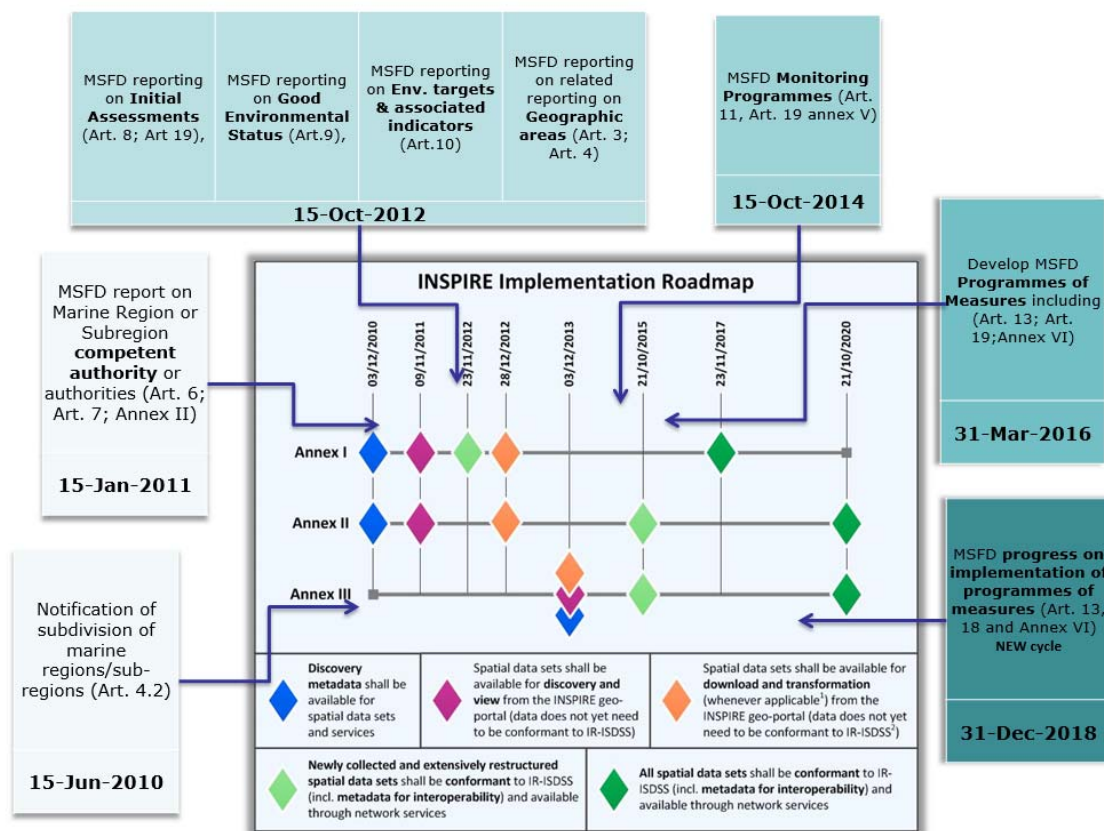 MSFD reporting
on Initial
Assessments
(Art. 8; Art 19),
MSFD reporting
on Good
Environmental
Status (Art.9),
MSFD reporting
on Env. targets
& associated
indicators
(Art.10)
MSFD reporting
on related
reporting on
Geographic
areas (Art. 3;
Art. 4)
15-Oct-2012
MSFD Monitoring
Programmes (Art.
11, Art. 19 annex V)
15-Oct-2014
MSFD report on
Marine Region or
Subregion
competent
authority or
authorities (Art. 6;
Art. 7; Annex II)
15-Jan-2011
Develop MSFD
Programmes of
Measures including
(Art. 13; Art.
19;Annex VI)
31-Mar-2016
Notification of
subdivision of
marine
regions/sub-
regions (Art. 4.2)
15-Jun-2010
MSFD progress on
implementation of
programmes of
measures (Art. 13,
18 and Annex VI)
NEW cycle
31-Dec-2018
INSPIRE Implementation Roadmap
03/12/2010
09/11/2011
23/11/2012
28/12/2012
03/12/2013
21/10/2015
23/11/2017
21/10/2020
Annex I
Annex II
Annex III
Discovery
metadata shall be
available for
spatial data sets
and services
Spatial data sets shall be
available for discovery and
view from the INSPIRE geo-
portal (data does not yet need
to be conformant to IR-ISDSS)
Spatial data sets shall be available for
download and transformation
(whenever applicable¹) from the
INSPIRE geo-portal (data does not yet
need to be conformant to IR-ISDSS²)
Newly collected and extensively restructured
spatial data sets shall be conformant to IR-ISDSS
(incl. metadata for interoperability) and available
through network services
All spatial data sets shall be conformant to IR-
ISDSS (incl. metadata for interoperability) and
available through network services